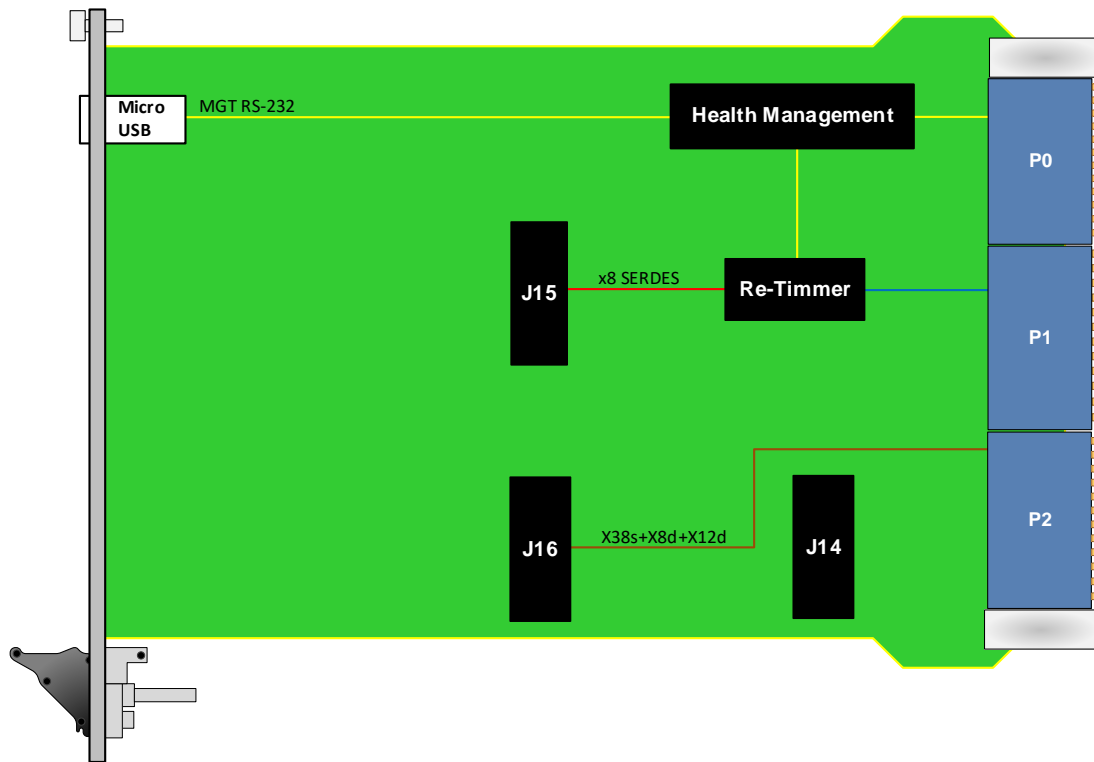 Micro
USB
MGT RS-232
Health Management
P0
J15
x8 SERDES
Re-Timmer
P1
J16
X38s+X8d+X12d
J14
P2